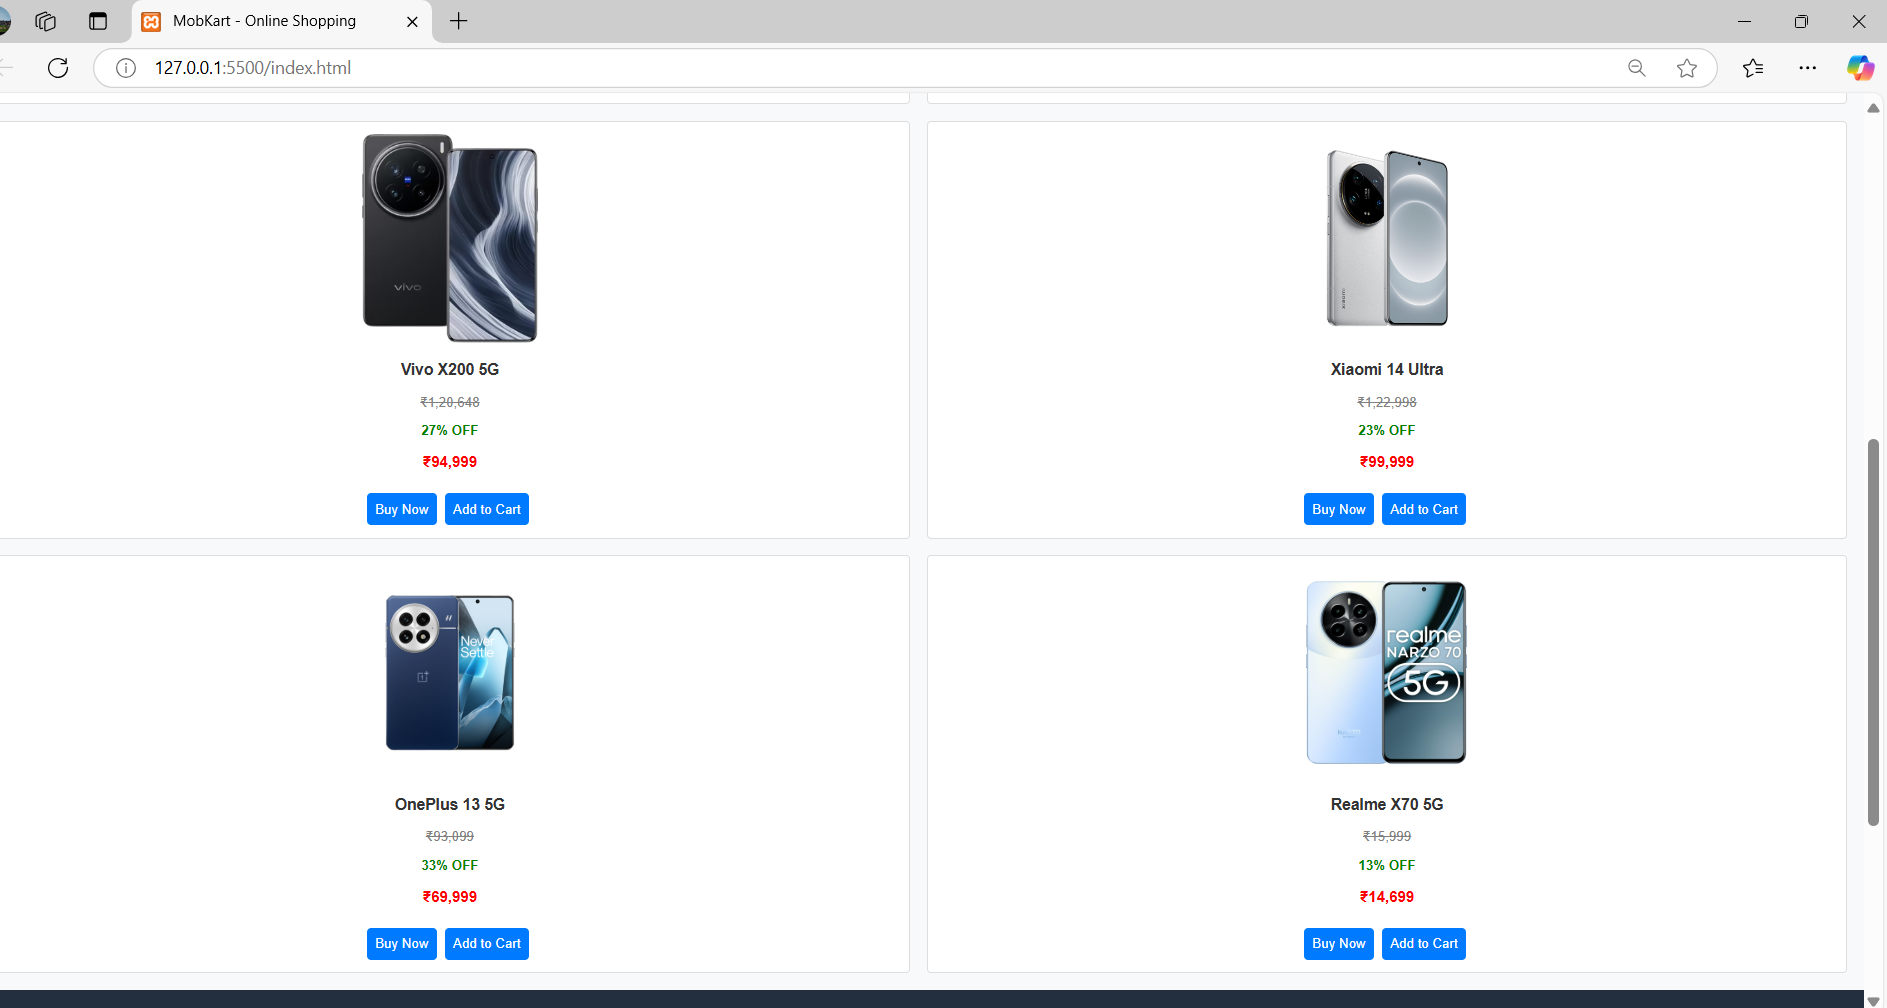 MobKart - Online Shopping
127.0.0.1:5500/index.html
vivo
Vivo X200 5G
₹1,20,648
27% OFF
₹94,999
Buy Now Add to Cart
xiaomi
Xiaomi 14 Ultra
₹1,22,998
23% OFF
₹99,999
Buy Now Add to Cart
Never
Settle
OnePlus 13 5G
₹93,099
33% OFF
₹69,999
Buy Now Add to Cart
realme
NARZO 70
5G
Realme X70 5G
₹15,999
13% OFF
₹14,699
Buy Now Add to Cart